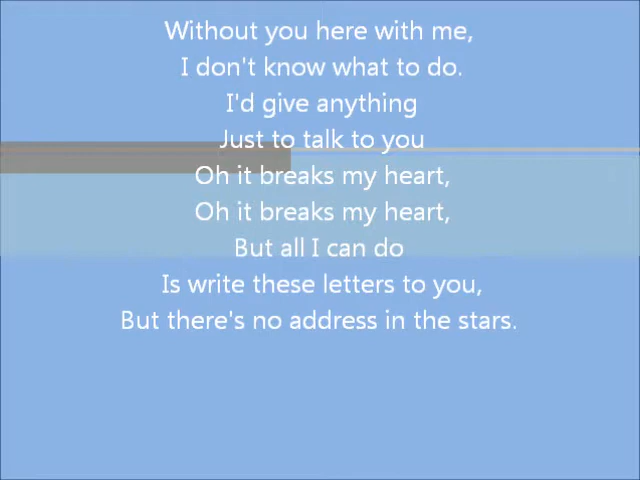 Without you here with me,
I don't know what to do.
I'd give anything
Just to talk to you
Oh it breaks my heart,
Oh it breaks my heart,
But all I can do
Is write these letters to you,
But there's no address in the stars.